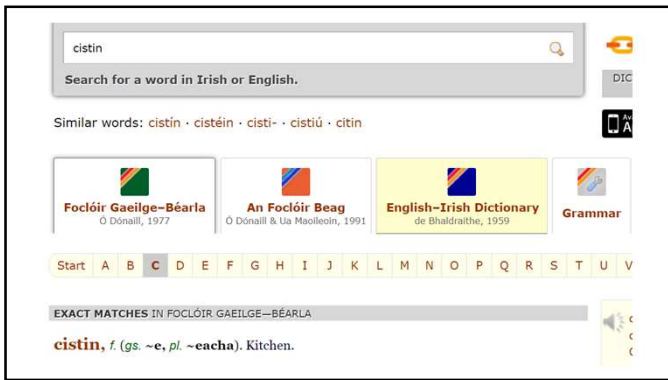 cistin
Search for a word in Irish or English.
DIC
Similar words: cistín · cistéin · cisti- · cistiú · citin
Foclóir Gaeilge–Béarla
Ó Dónaill, 1977
An Foclóir Beag
Ó Dónaill & Ua Maoileoin, 1991
English–Irish Dictionary
de Bhaldraithe, 1959
Grammar
Start A B C D E F G H I J K L M N O P Q R S T U V
EXACT MATCHES IN FOCLÓIR GAEILGE—BÉARLA
cistin, f. (gs. ~e, pl. ~eacha). Kitchen.